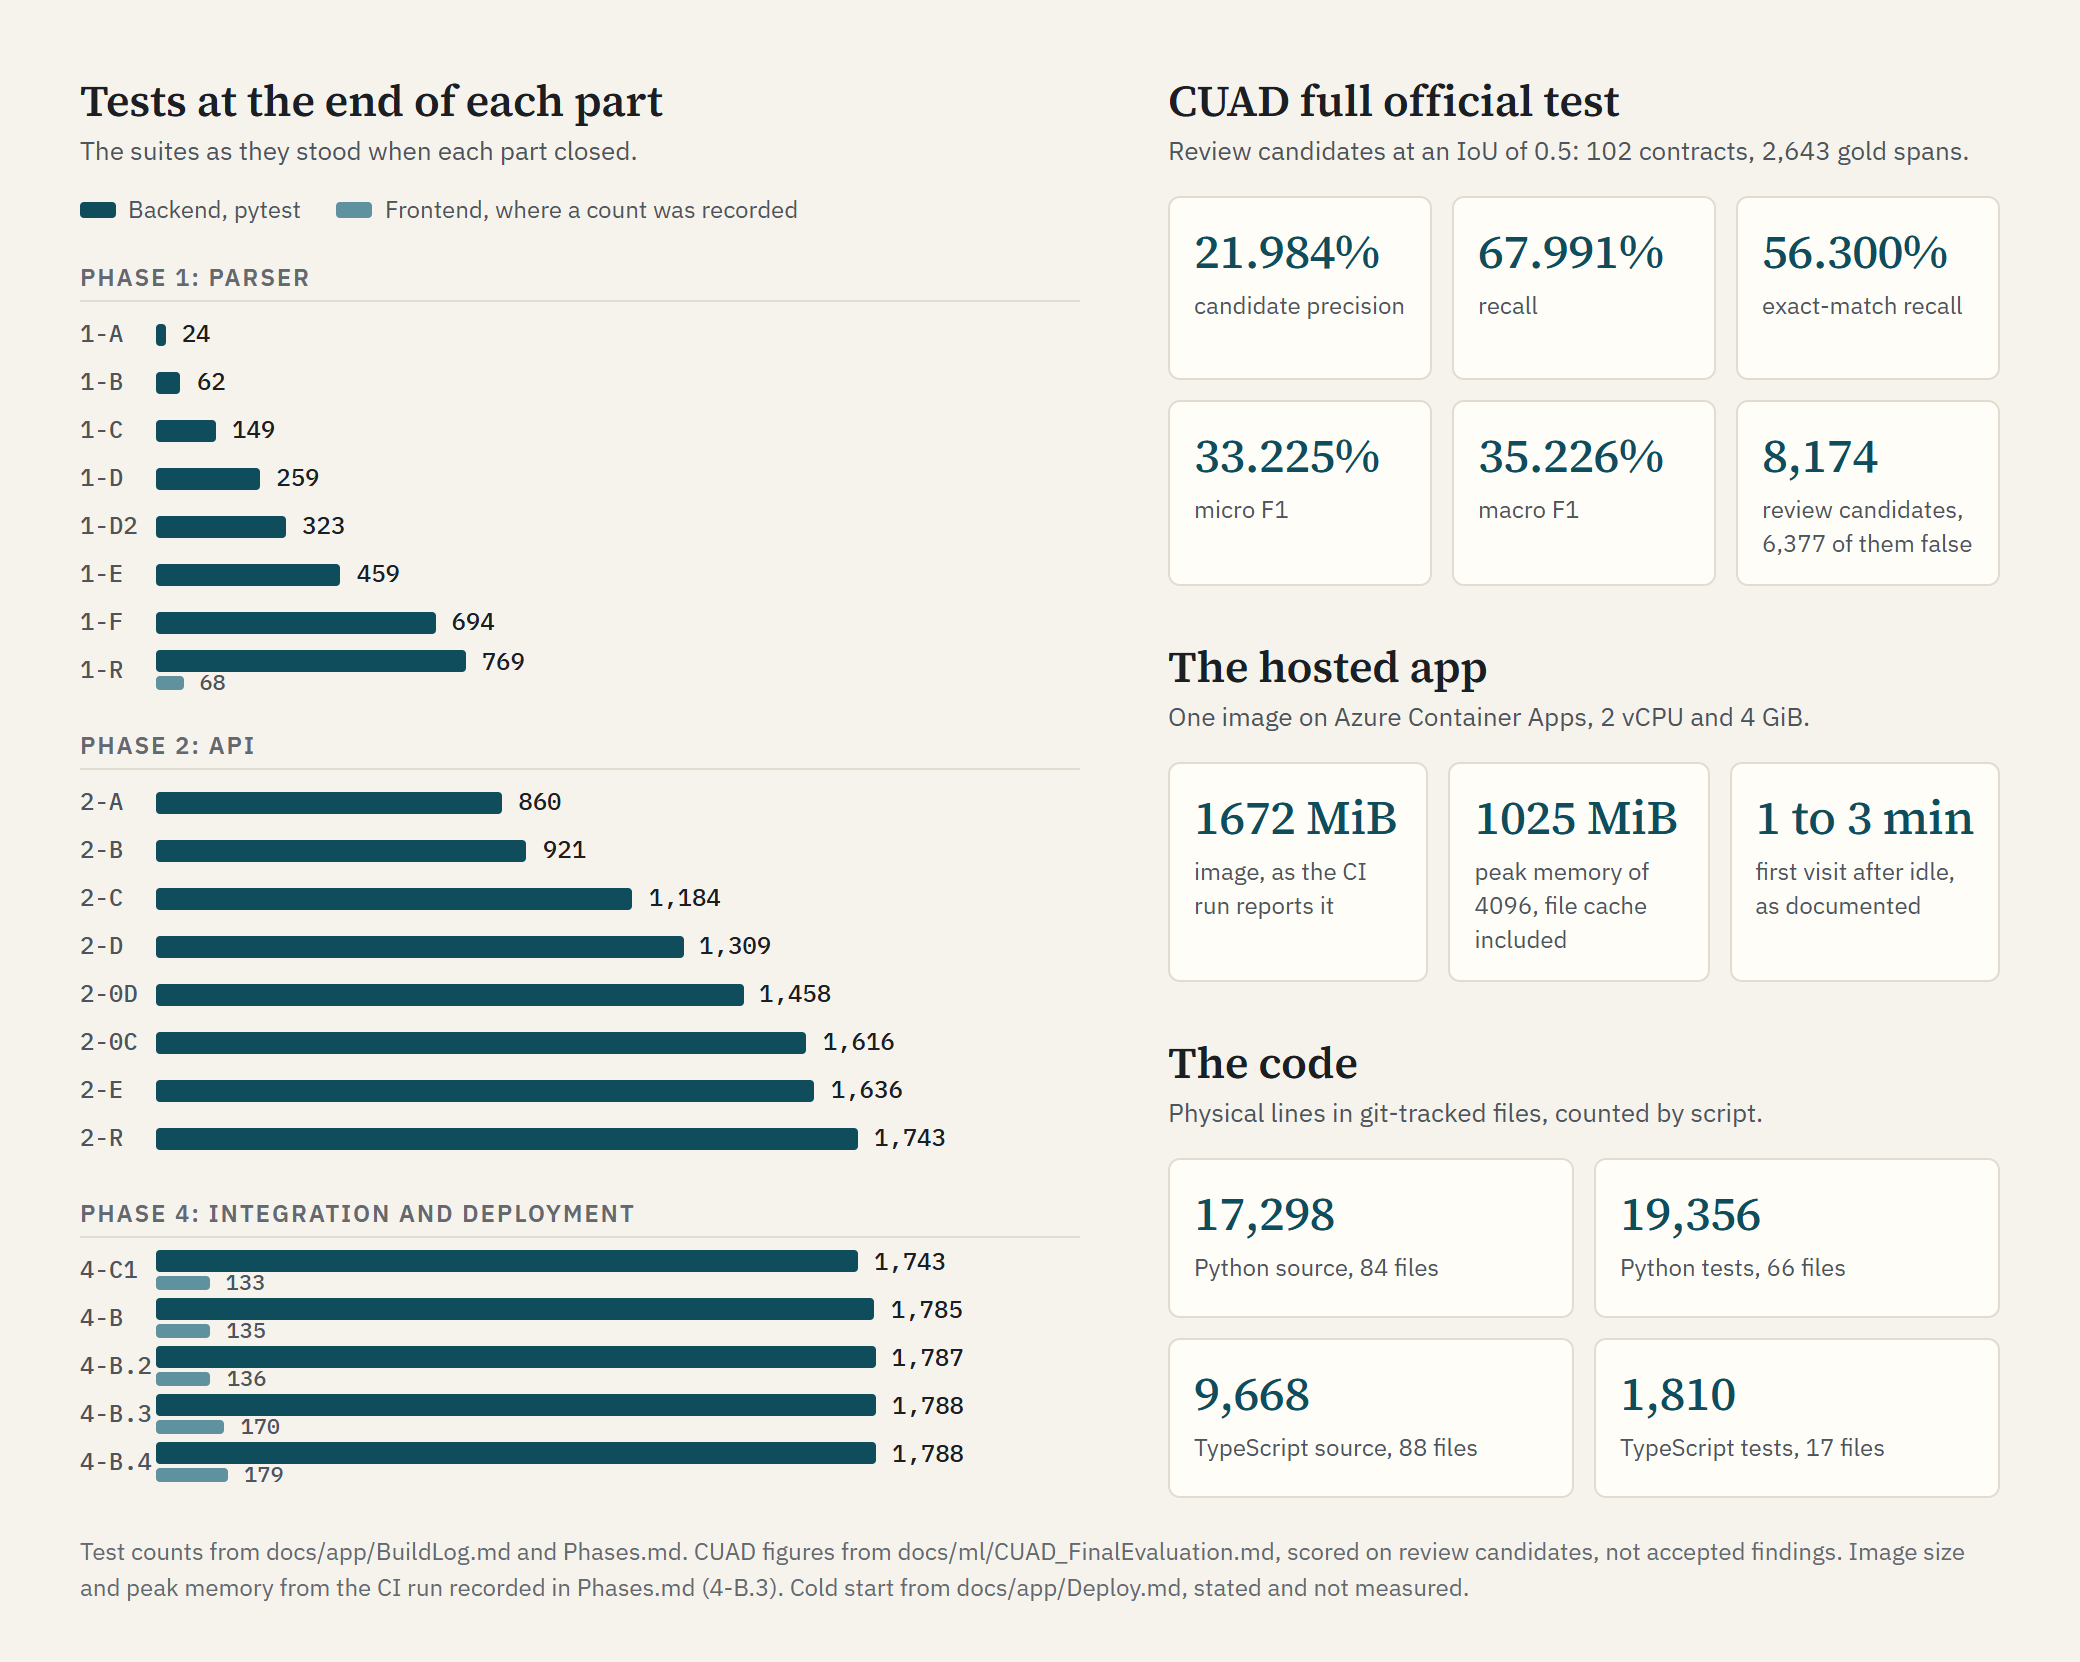 Tests at the end of each part
The suites as they stood when each part closed.
Backend, pytest
Frontend, where a count was recorded
PHASE 1: PARSER
1-A 24
1-B 62
1-C 149
1-D 259
1-D2 323
1-E 459
1-F 694
1-R 769
68
PHASE 2: API
2-A 860
2-B 921
2-C 1,184
2-D 1,309
2-0D 1,458
2-0C 1,616
2-E 1,636
2-R 1,743
PHASE 4: INTEGRATION AND DEPLOYMENT
4-C1 1,743
133
4-B 1,785
135
4-B.2 1,787
136
4-B.3 1,788
170
4-B.4 1,788
179
CUAD full official test
Review candidates at an IoU of 0.5: 102 contracts, 2,643 gold spans.
21.984%
candidate precision
67.991%
recall
56.300%
exact-match recall
33.225%
micro F1
35.226%
macro F1
8,174
review candidates,
6,377 of them false
The hosted app
One image on Azure Container Apps, 2 vCPU and 4 GiB.
1672 MiB
image, as the CI
run reports it
1025 MiB
peak memory of
4096, file cache
included
1 to 3 min
first visit after idle,
as documented
The code
Physical lines in git-tracked files, counted by script.
17,298
Python source, 84 files
19,356
Python tests, 66 files
9,668
TypeScript source, 88 files
1,810
TypeScript tests, 17 files
Test counts from docs/app/BuildLog.md and Phases.md. CUAD figures from docs/ml/CUAD_FinalEvaluation.md, scored on review candidates, not accepted findings. Image size
and peak memory from the CI run recorded in Phases.md (4-B.3). Cold start from docs/app/Deploy.md, stated and not measured.